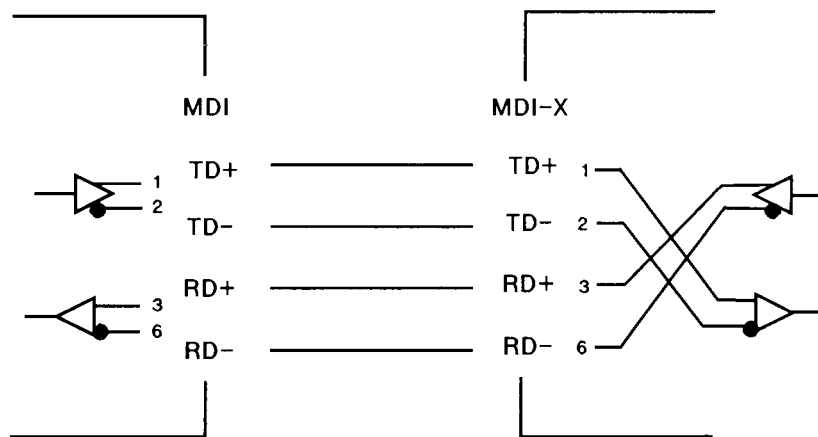 MDI MDI-X
TD+ TD+ 1
1
2
TD- TD- 2
RD+ RD+ 3
3
6
RD- RD- 6